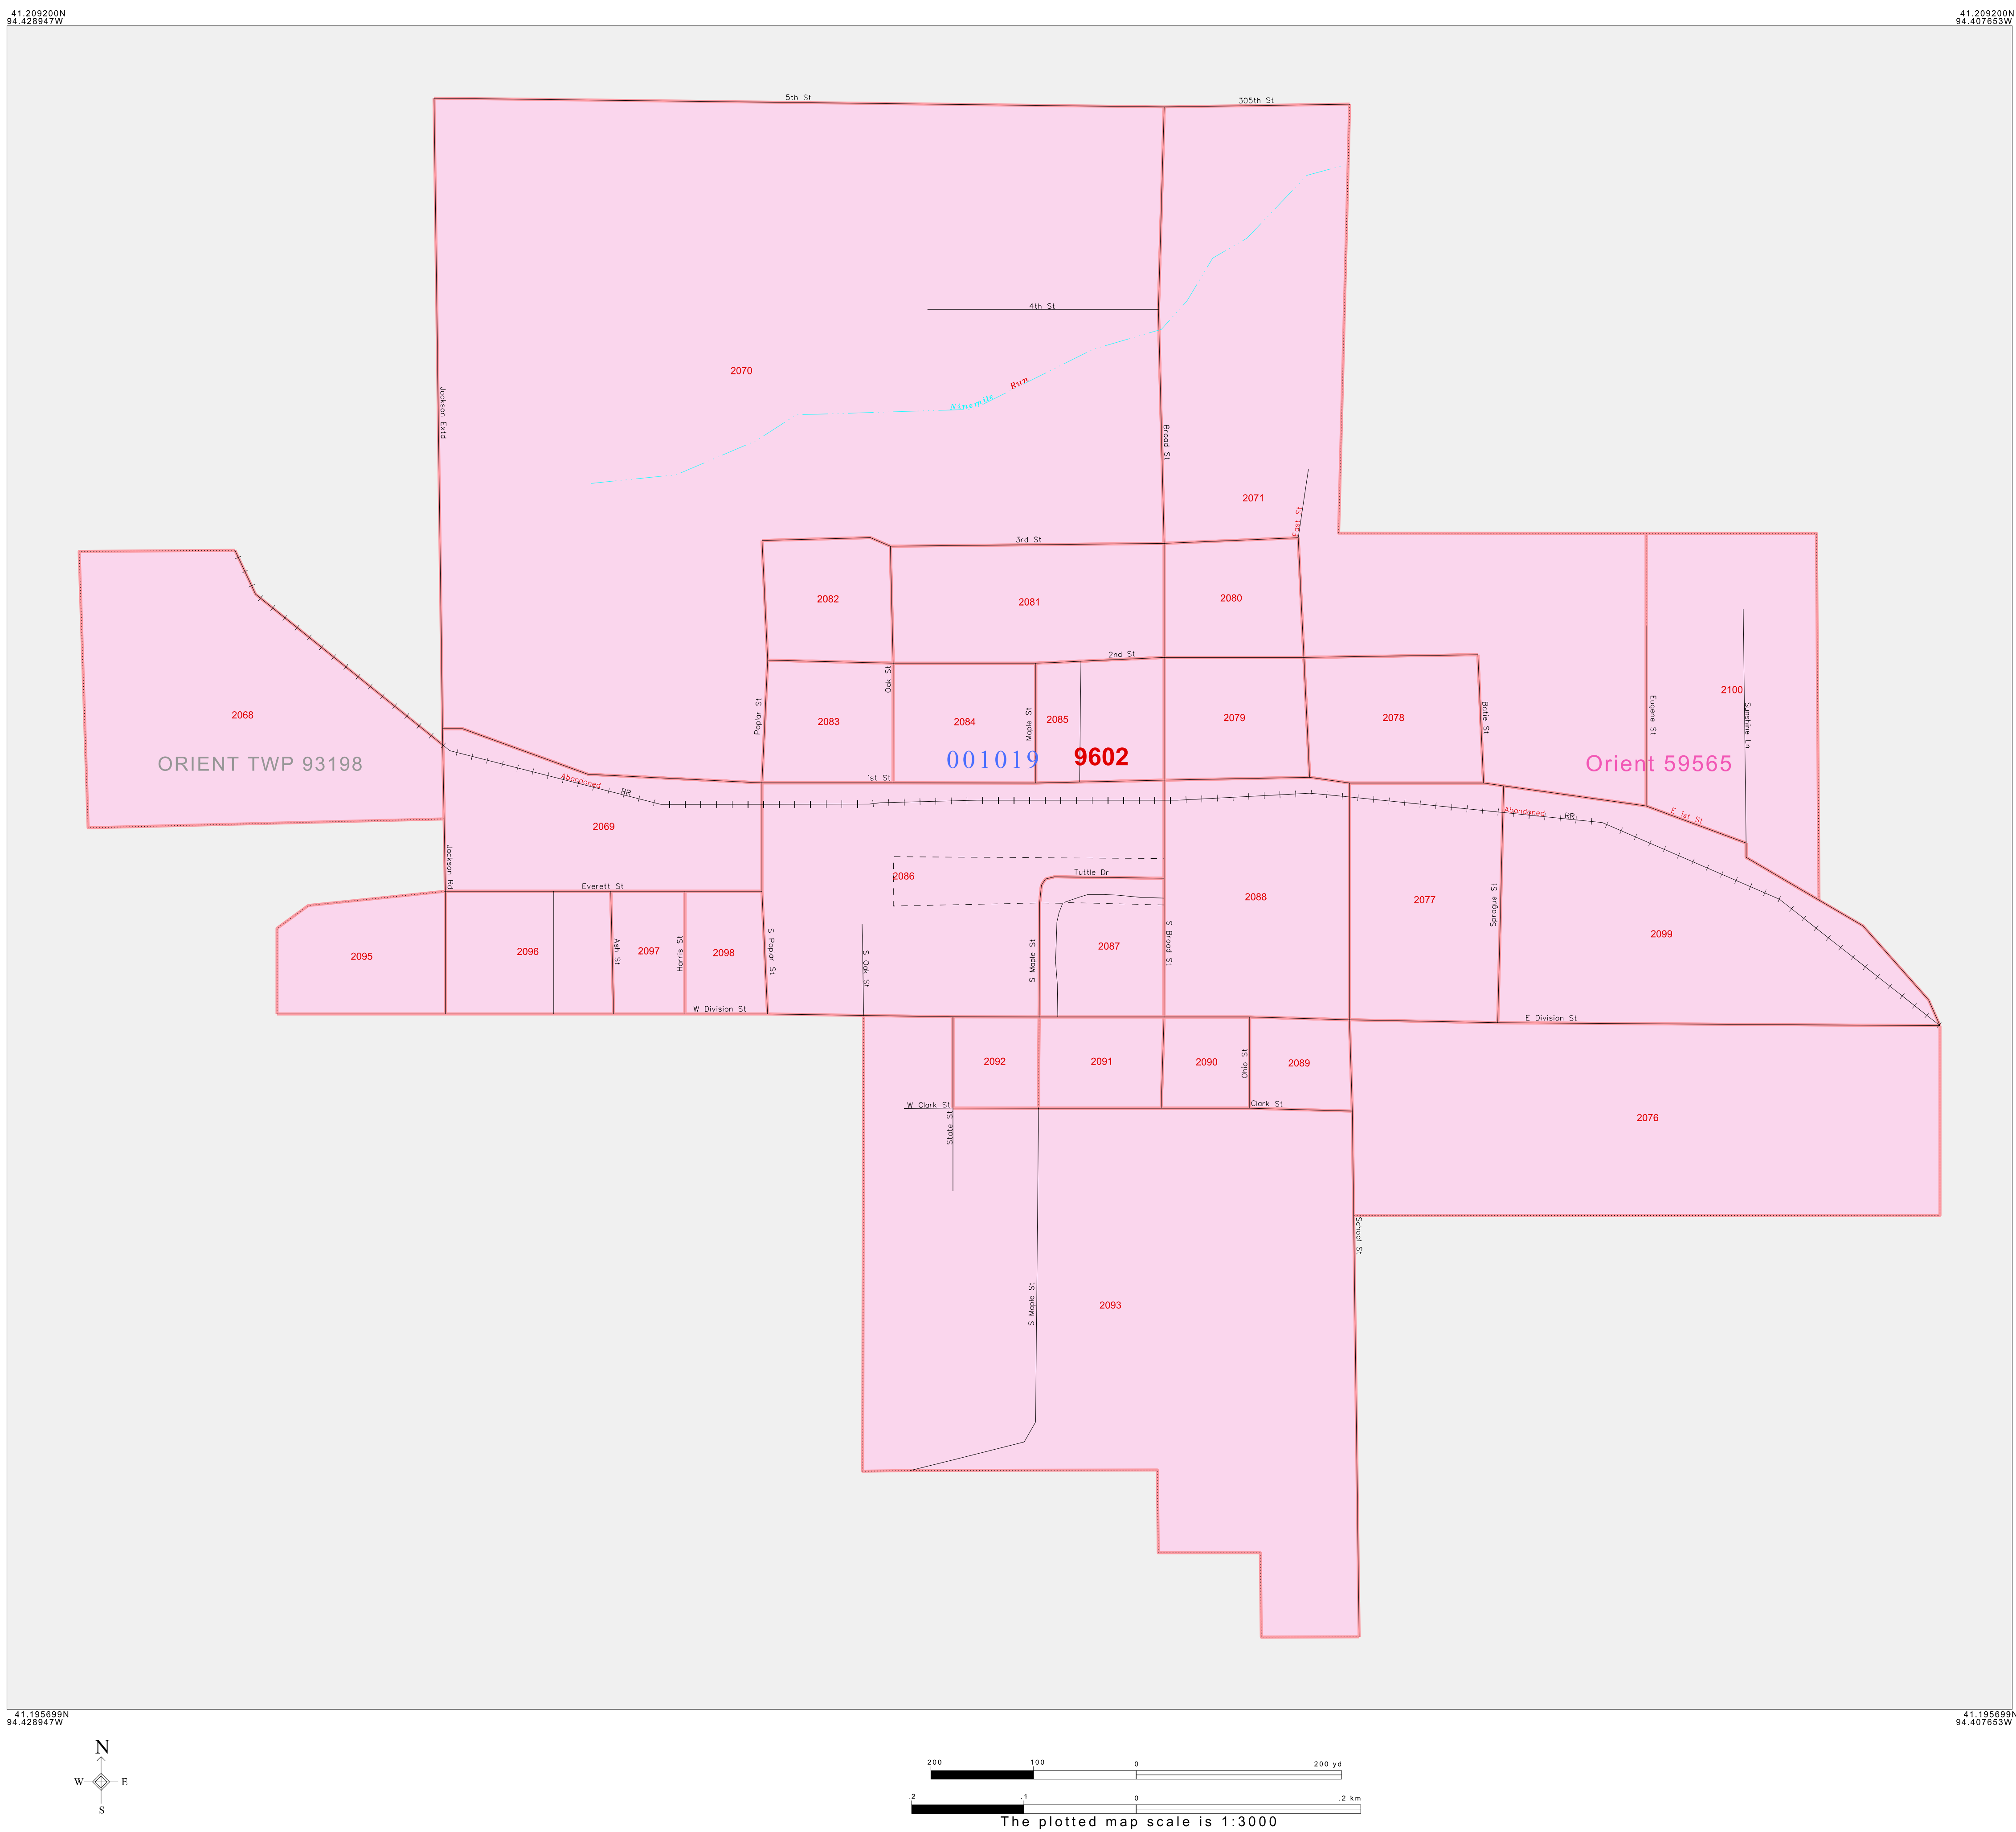 41.209200N
94.428947W
41.209200N
94.407653W
5th St
305th St
4th St
2070
Ninemile Run
Jackson Extd
Broad St
2071
East St
3rd St
2082
2081
2080
2nd St
Oak St
Poplar St
Maple St
2068
2083
2084
2085
2079
2078
Batie St
Eugene St
2100
Sunshine Ln
ORIENT TWP 93198
001019
9602
Orient 59565
Abandoned
RR
1st St
Abandoned
RR
E 1st St
2069
Jackson Rd
Everett St
2086
Tuttle Dr
2088
2077
Sprague St
2099
2095
2096
Ash St
2097
Harris St
2098
S Poplar St
S Oak St
S Maple St
2087
S Broad St
W Division St
E Division St
2092
2091
2090
Ohio St
2089
W Clark St
Clark St
State St
2076
School St
S Maple St
2093
41.195699N
94.428947W
41.195699N
94.407653W
N
W
E
S
200
100
0
200 yd
.2
.1
0
.2 km
The plotted map scale is 1:3000